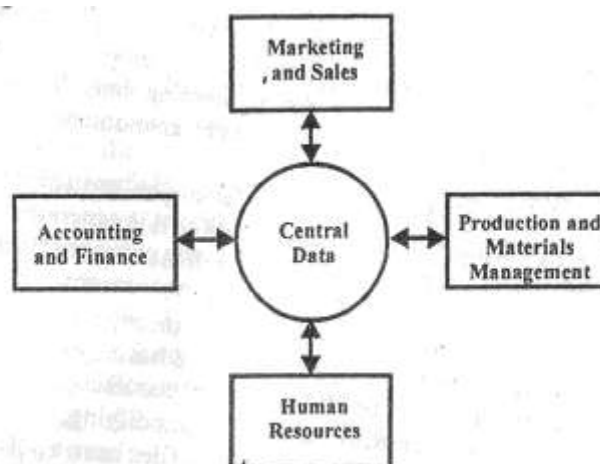 Marketing
and Sales
Accounting
and Finance
Central
Data
Production and
Materials
Management
Human
Resources